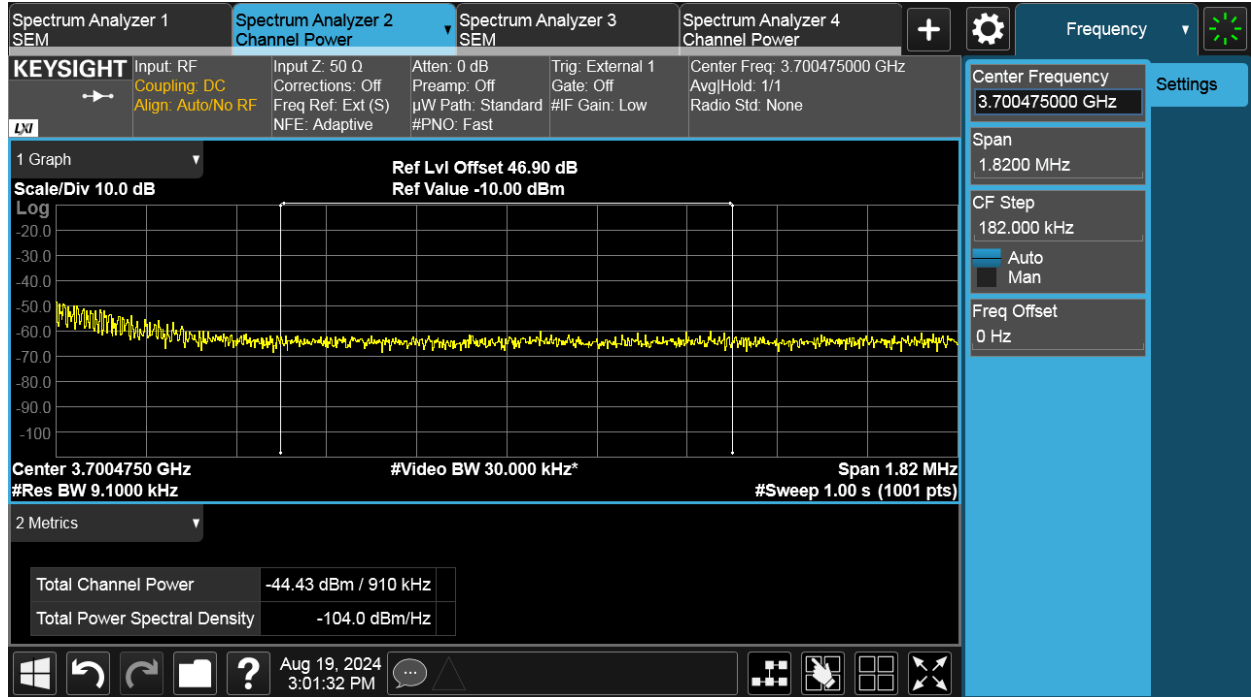 Spectrum Analyzer 1
SEM
Spectrum Analyzer 2
Channel Power
Spectrum Analyzer 3
SEM
Spectrum Analyzer 4
Channel Power
+
Frequency
KEYSIGHT
LXI
Input: RF
Coupling: DC
Align: Auto/No RF
Input Z: 50 Ω
Corrections: Off
Freq Ref: Ext (S)
NFE: Adaptive
Atten: 0 dB
Preamp: Off
µW Path: Standard
#PNO: Fast
Trig: External 1
Gate: Off
#IF Gain: Low
Center Freq: 3.700475000 GHz
Avg|Hold: 1/1
Radio Std: None
Center Frequency
3.700475000 GHz
Settings
Span
1.8200 MHz
CF Step
182.000 kHz
Auto
Man
Freq Offset
0 Hz
1 Graph
Scale/Div 10.0 dB
Ref Lvl Offset 46.90 dB
Ref Value -10.00 dBm
Log
-20.0
-30.0
-40.0
-50.0
-60.0
-70.0
-80.0
-90.0
-100
Center 3.7004750 GHz
#Video BW 30.000 kHz*
Span 1.82 MHz
#Res BW 9.1000 kHz
#Sweep 1.00 s (1001 pts)
2 Metrics
Total Channel Power -44.43 dBm / 910 kHz
Total Power Spectral Density -104.0 dBm/Hz
?
Aug 19, 2024
3:01:32 PM